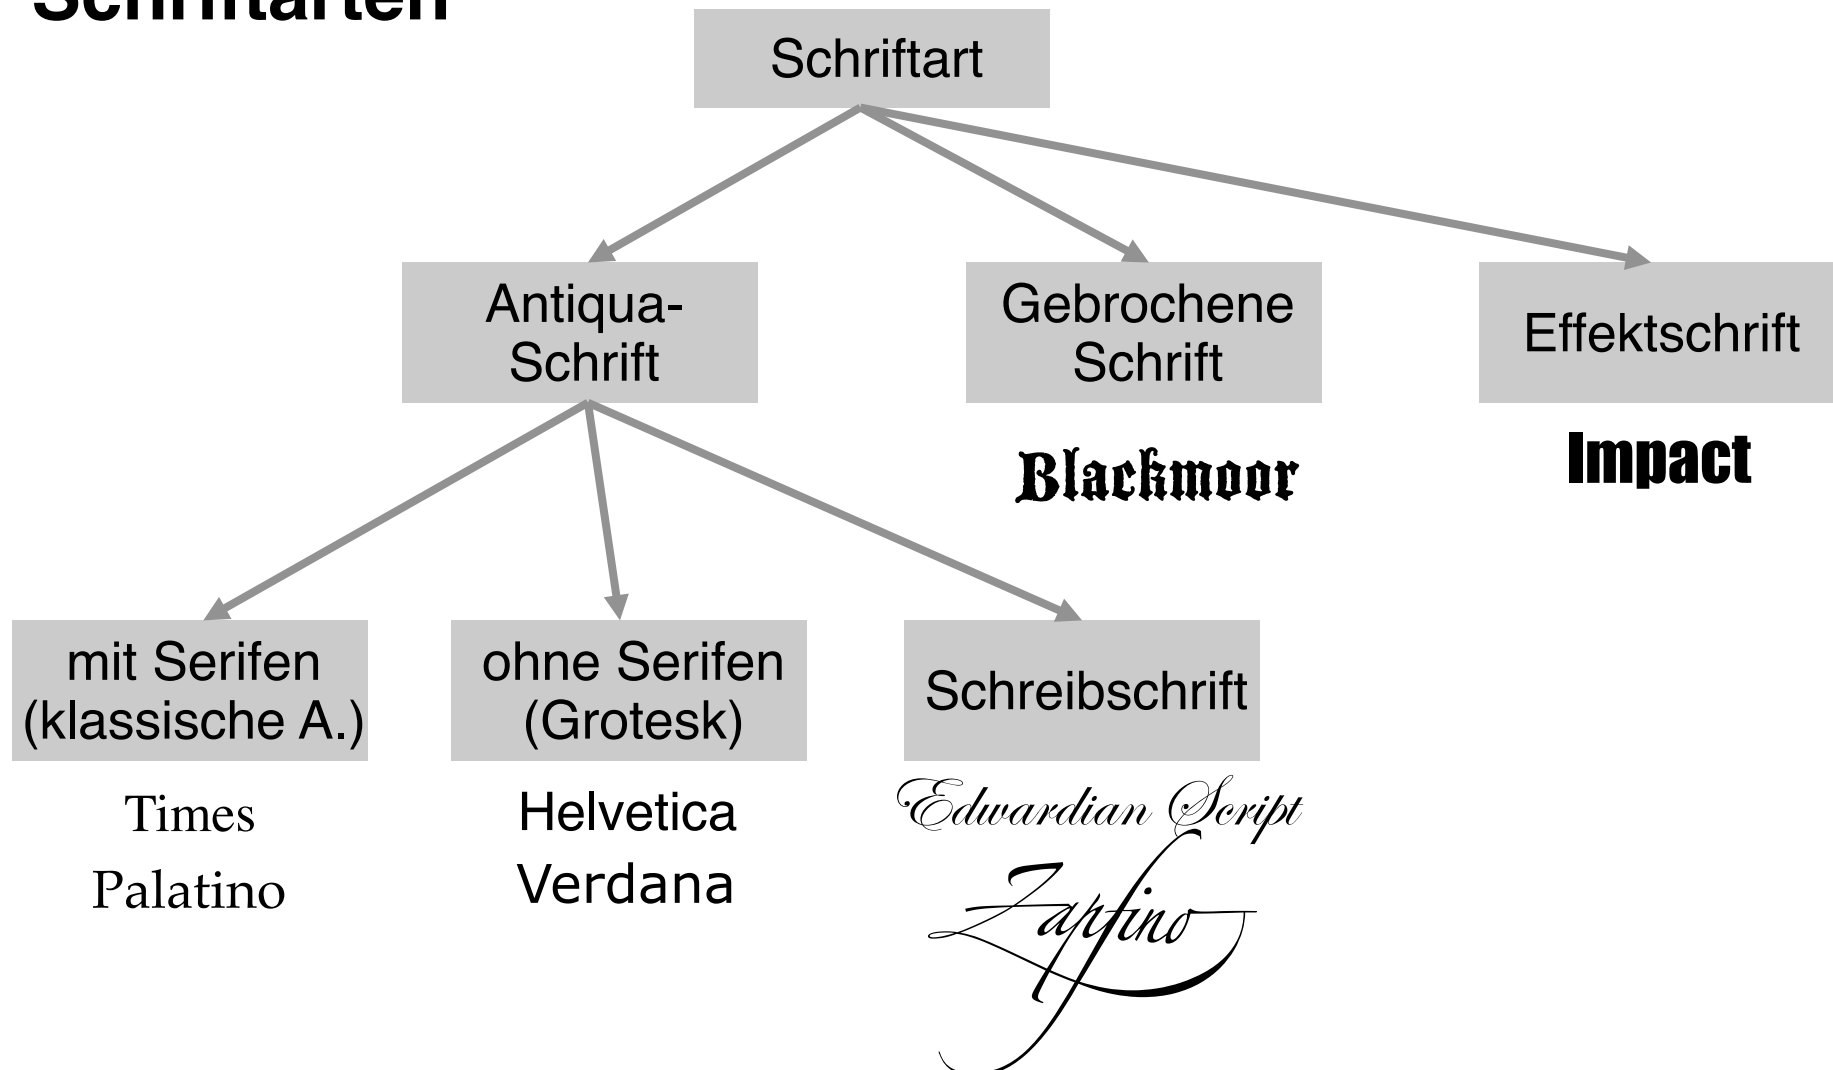 Schriftarten
Schriftart
Antiqua-
Schrift
Gebrochene
Schrift
Effektschrift
Blackmoor
Impact
mit Serifen
(klassische A.)
ohne Serifen
(Grotesk)
Schreibschrift
Times
Palatino
Helvetica
Verdana
Edwardian Script
Zapfino